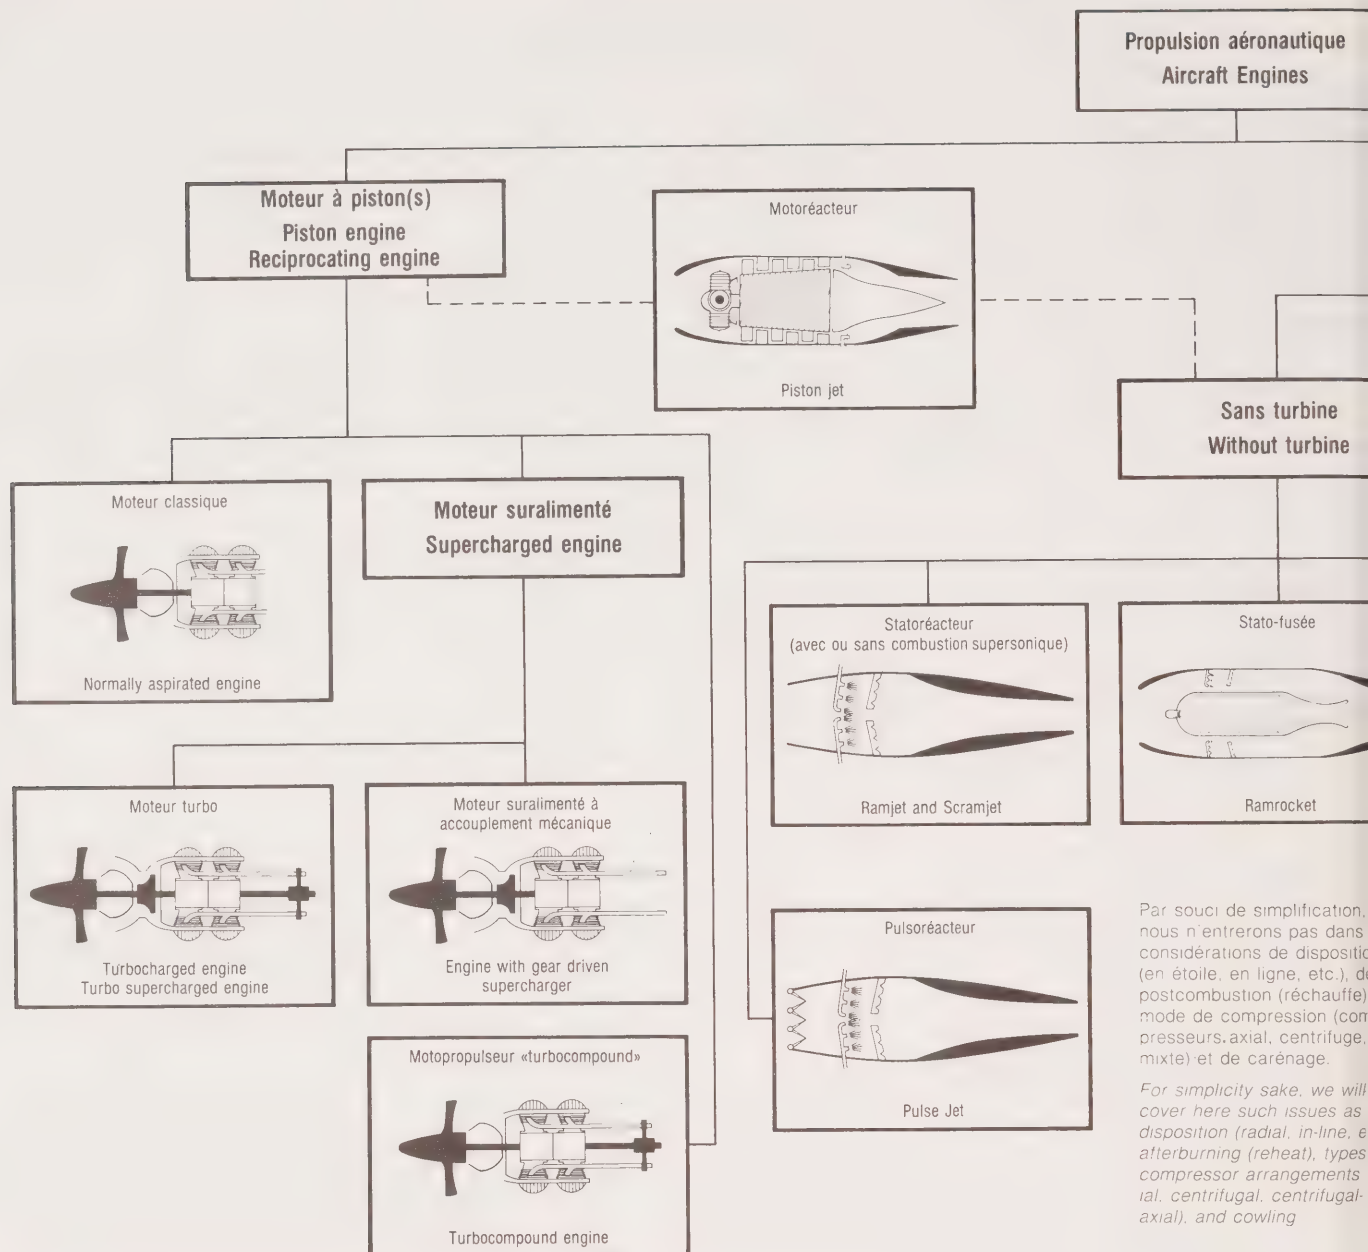 Propulsion aéronautique
Aircraft Engines
Moteur à piston(s)
Piston engine
Reciprocating engine
Motoréacteur
Piston jet
Sans turbine
Without turbine
Moteur classique
Normally aspirated engine
Moteur suralimenté
Supercharged engine
Statoréacteur
(avec ou sans combustion supersonique)
Ramjet and Scramjet
Stato-fusée
Ramrocket
Moteur turbo
Turbocharged engine
Turbo supercharged engine
Moteur suralimenté à
accouplement mécanique
Engine with gear driven
supercharger
Pulsoréacteur
Pulse Jet
Motopropulseur «turbocompound»
Turbocompound engine
Par souci de simplification,
nous n'entrerons pas dans
considérations de dispositio
(en étoile, en ligne, etc.), de
postcombustion (réchauffe)
mode de compression (com
presseurs axial, centrifuge,
mixte) et de carénage.
For simplicity sake, we will
cover here such issues as
disposition (radial, in-line, e
afterburning (reheat), types
compressor arrangements
ial, centrifugal, centrifugal-
axial), and cowling